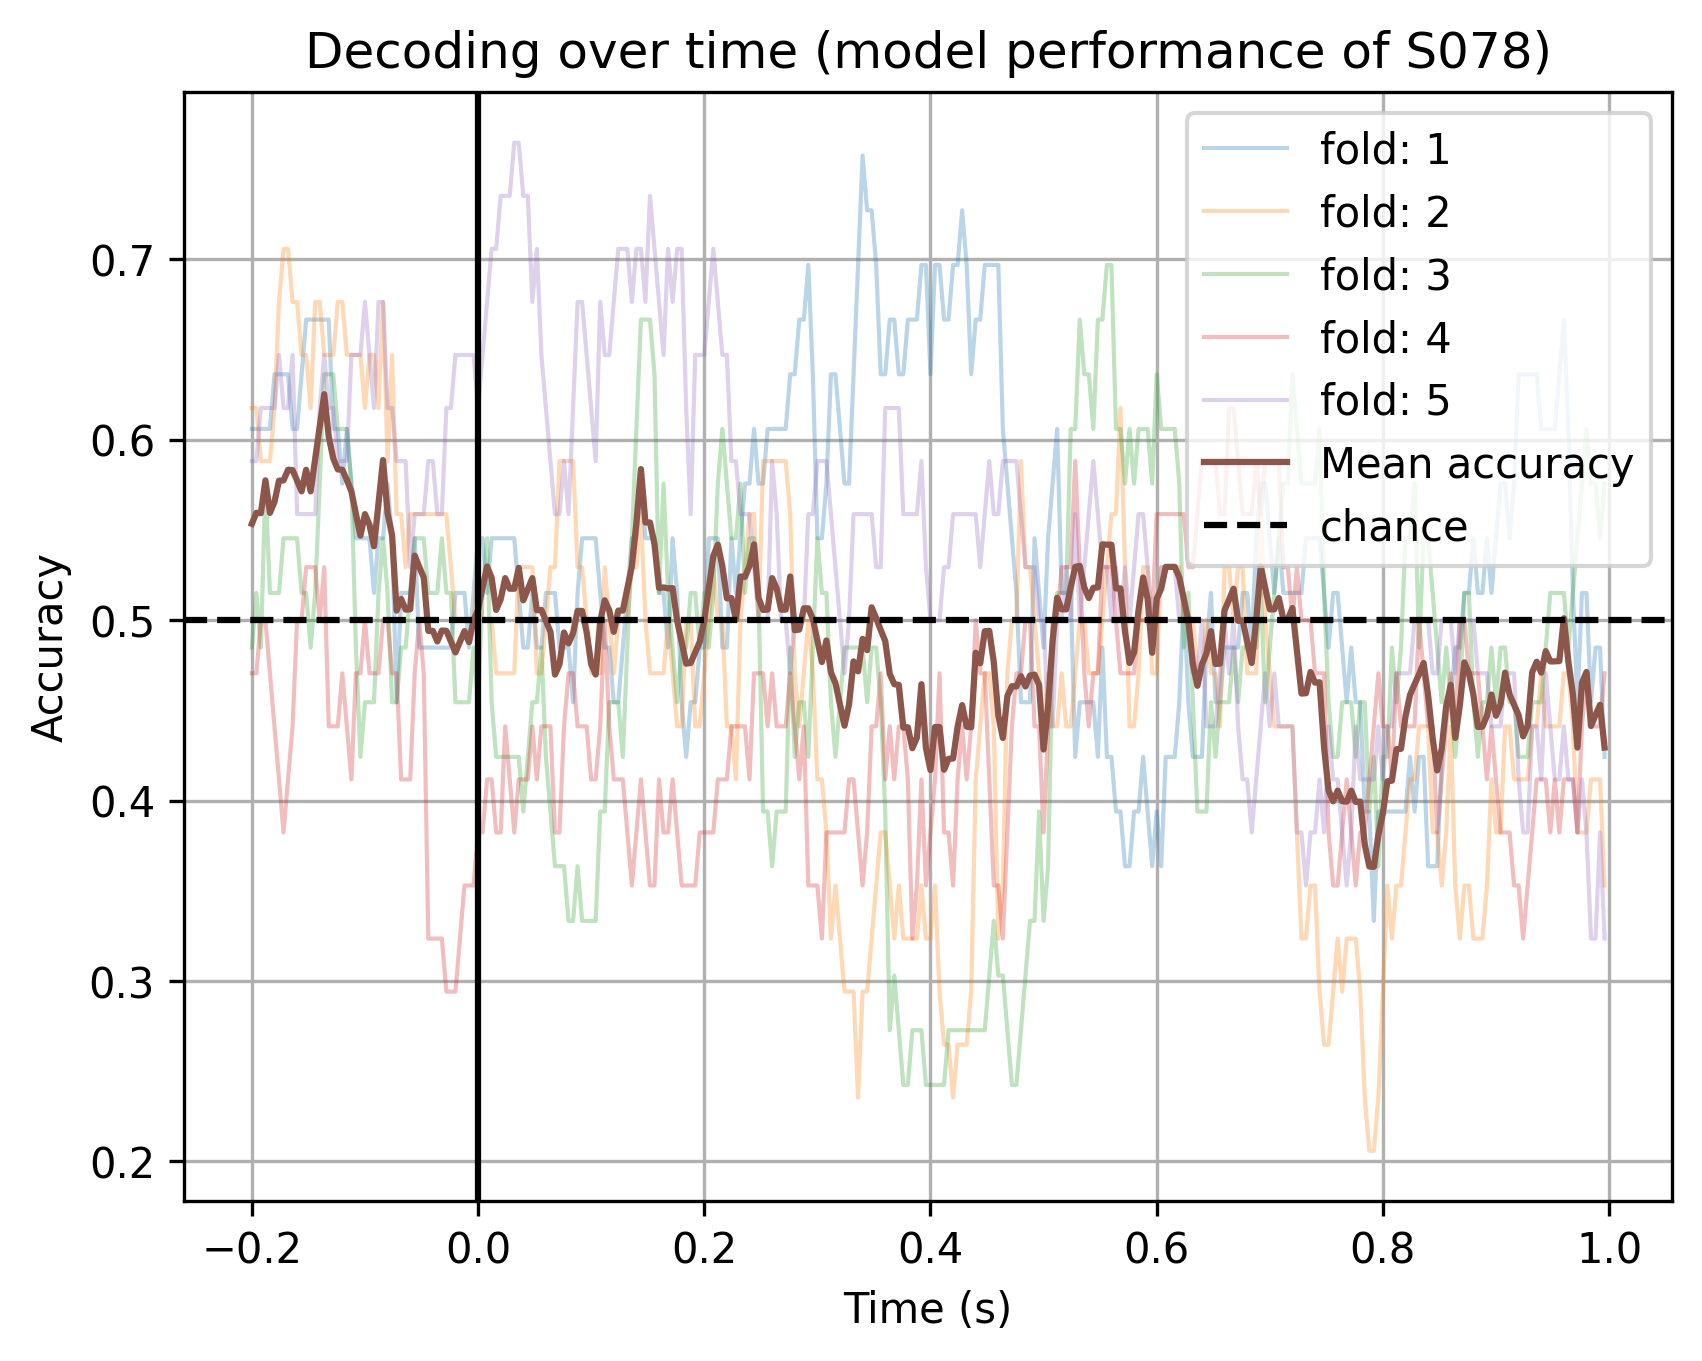 Decoding over time (model performance of S078)
fold: 1
fold: 2
fold: 3
fold: 4
fold: 5
Mean accuracy
chance
Accuracy
0.7
0.6
0.5
0.4
0.3
0.2
−0.2 0.0 0.2 0.4 0.6 0.8 1.0
Time (s)